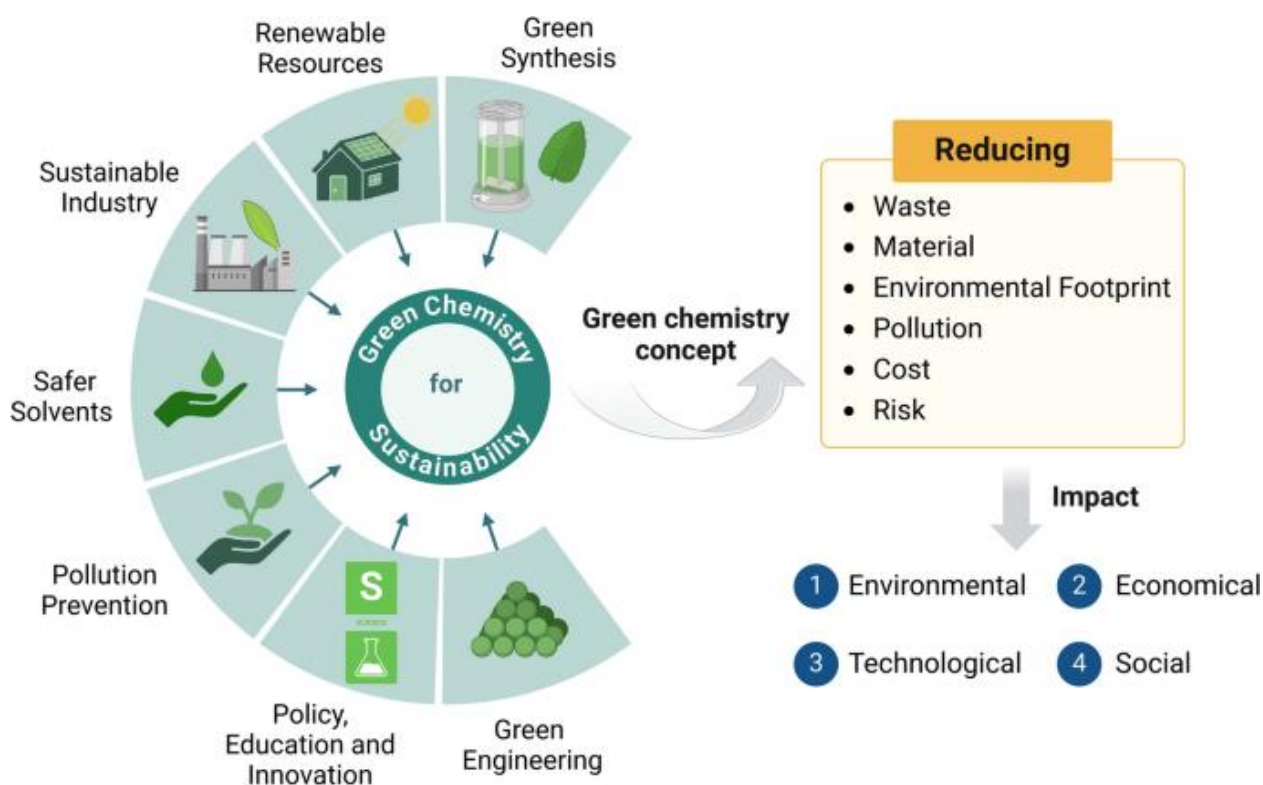 Renewable
Resources
Green
Synthesis
Sustainable
Industry
Safer
Solvents
Pollution
Prevention
Policy,
Education and
Innovation
Green
Engineering
S
Green Chemistry
for
Sustainability
Green chemistry
concept
Reducing
• Waste
• Material
• Environmental Footprint
• Pollution
• Cost
• Risk
Impact
1 Environmental
2 Economical
3 Technological
4 Social